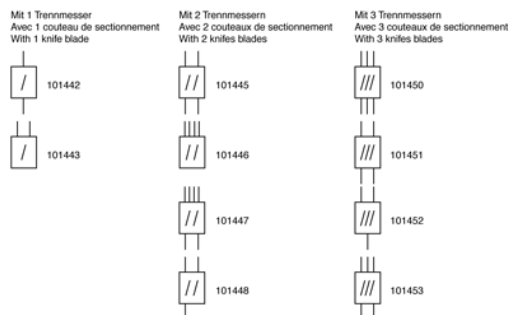 Mit 1 Trennmesser
Avec 1 couteau de sectionnement
With 1 knife blade
101442
101443
Mit 2 Trennmessern
Avec 2 couteaux de sectionnement
With 2 knifes blades
101445
101446
101447
101448
Mit 3 Trennmessern
Avec 3 couteaux de sectionnement
With 3 knifes blades
101450
101451
101452
101453